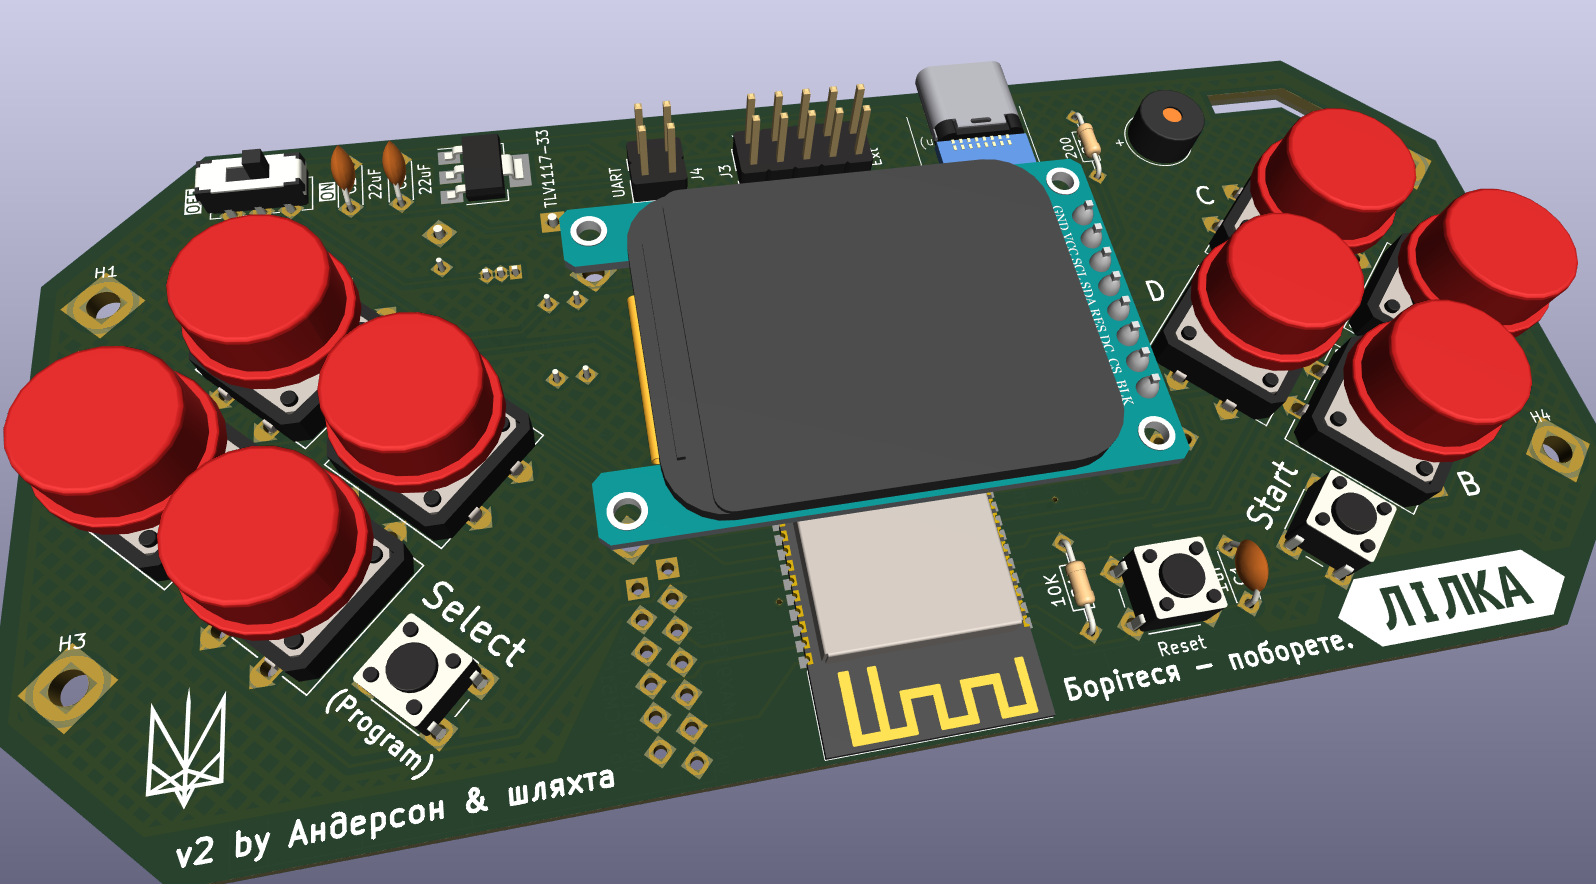 OFF
ON
22uF
22uF
TLV1117-33
UART
J4
J3
Ext
200
+
C
D
B
H1
H3
H4
GND VCC SCL SDA RES DC CS BLK
Start
Select
(Program)
10K
Reset
ЛІЛКА
Борітеся – поборете.
v2 by Андерсон & шляхта